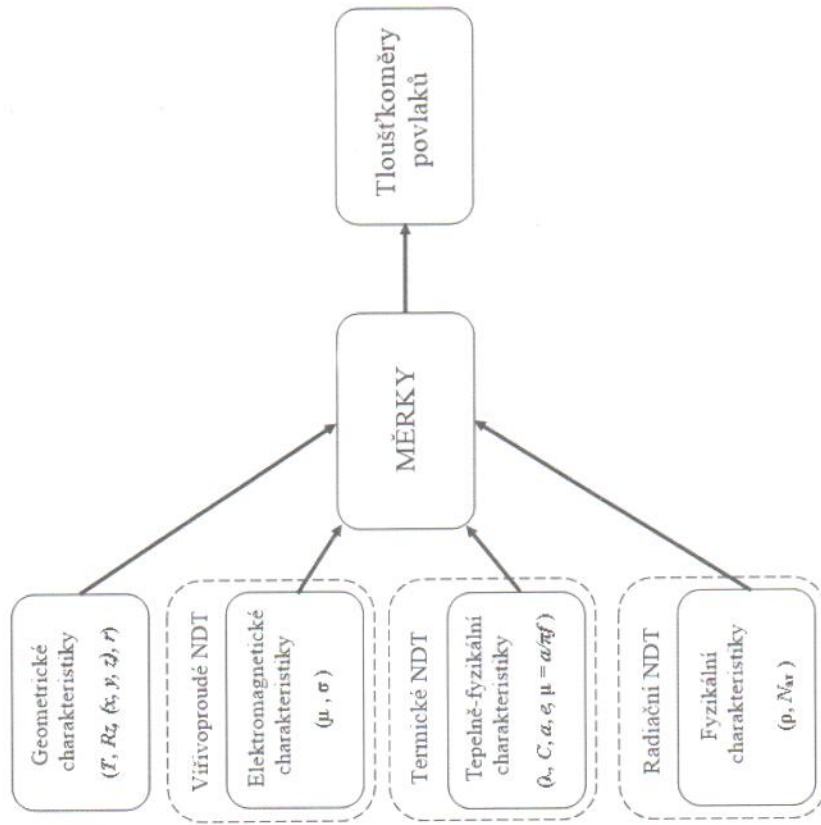 Geometrické
charakteristiky
(T, Rz, (x, y, z), r)
Vířivoproudé NDT
Elektromagnetické
charakteristiky
(μ, σ)
Termické NDT
Tepelně-fyzikální
charakteristiky
(λ, C, a, e, μ = a/πf)
Radiační NDT
Fyzikální
charakteristiky
(ρ, Nar)
MĚRKY
Tloušťkoměry
povlaků